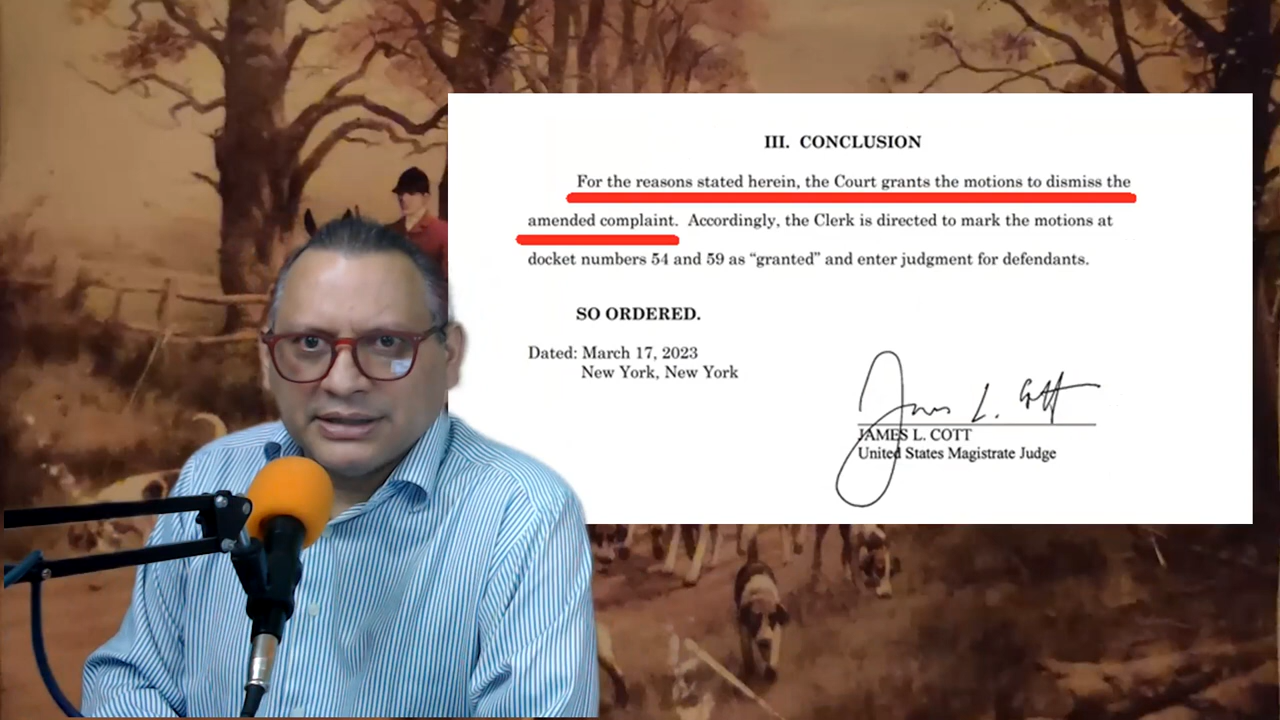 III. CONCLUSION
For the reasons stated herein, the Court grants the motions to dismiss the
amended complaint. Accordingly, the Clerk is directed to mark the motions at
docket numbers 54 and 59 as “granted” and enter judgment for defendants.
SO ORDERED.
Dated: March 17, 2023
New York, New York
James L. Cott
JAMES L. COTT
United States Magistrate Judge